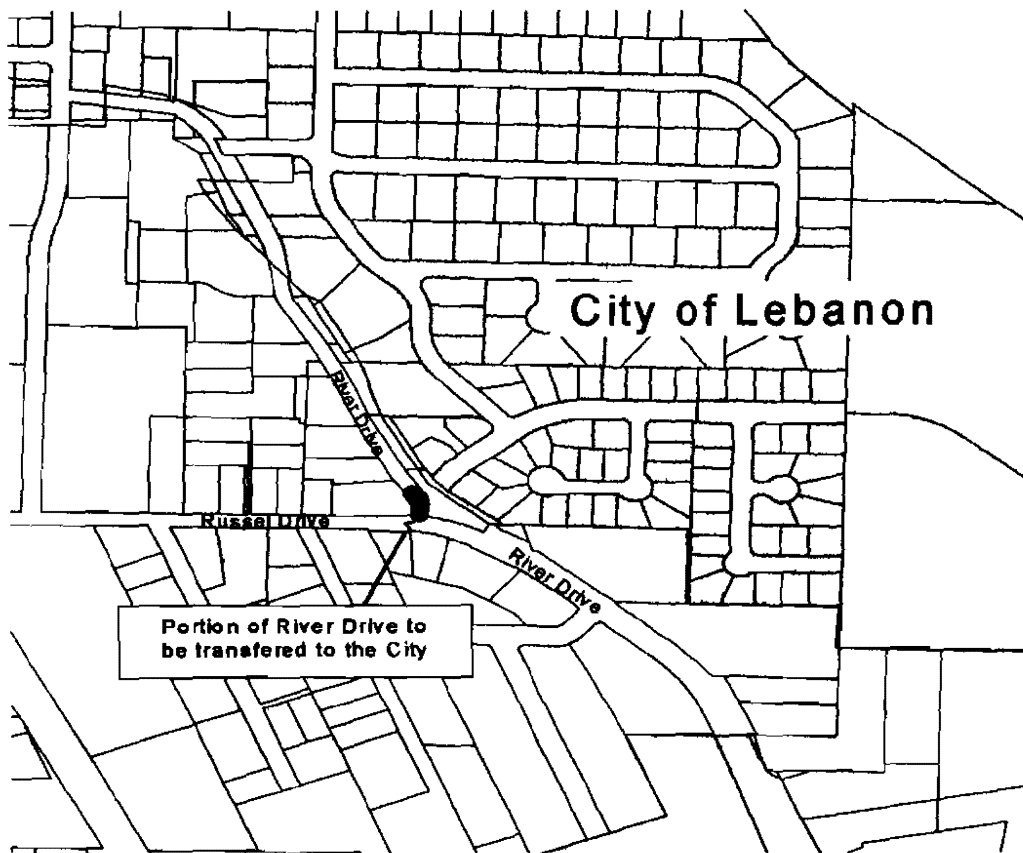 City of Lebanon
River Drive
Russel Drive
River Drive
Portion of River Drive to
be transfered to the City